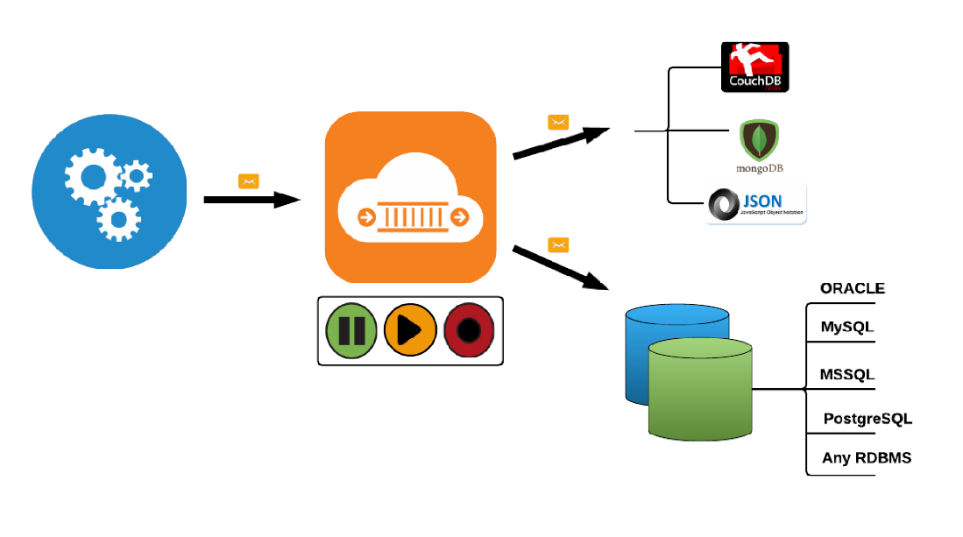 CouchDB
mongoDB
JSON
JavaScript Object Notation
ORACLE
MySQL
MSSQL
PostgreSQL
Any RDBMS